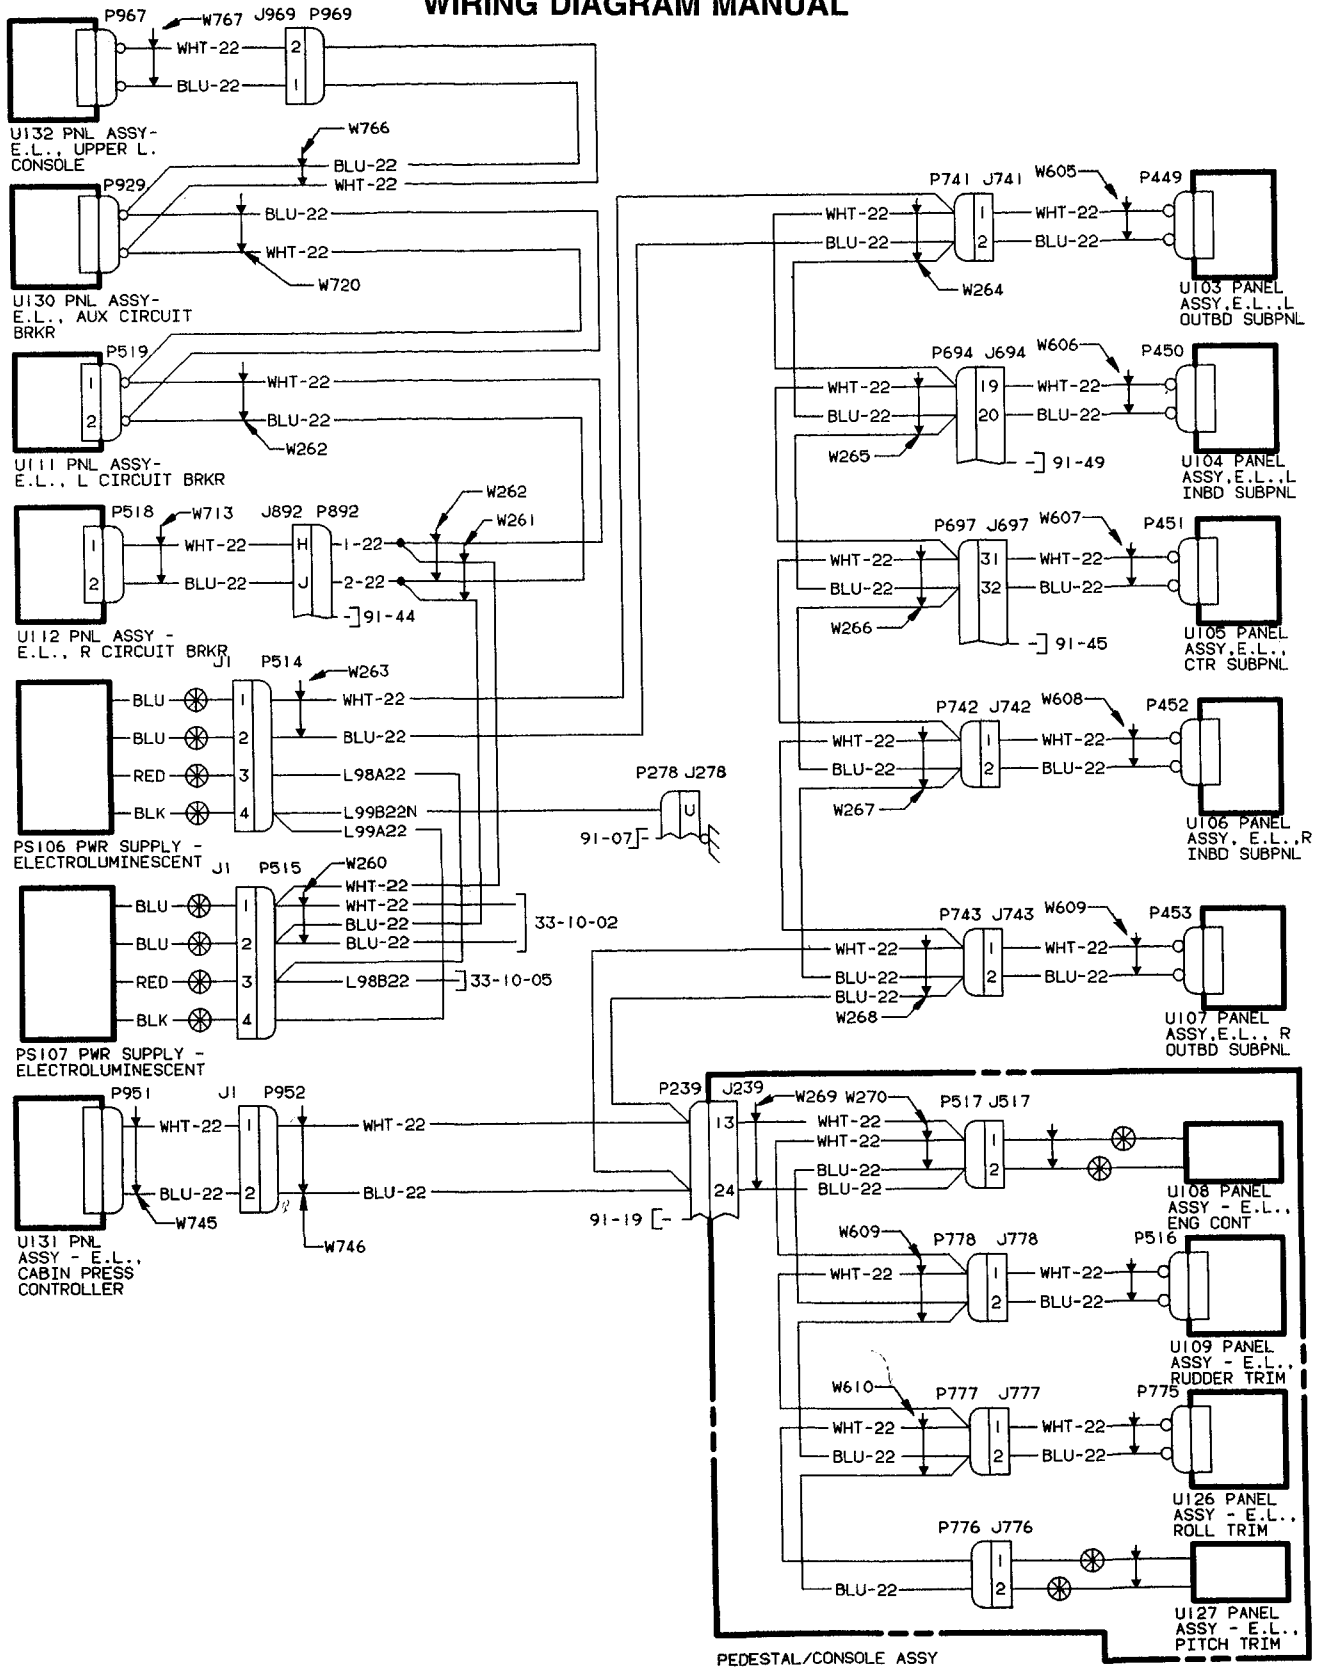 WIRING DIAGRAM MANUAL
P967
W767
J969 P969
WHT-22
2
BLU-22
1
U132 PNL ASSY-
E.L., UPPER L.
CONSOLE
W766
BLU-22
WHT-22
P929
BLU-22
WHT-22
W720
U130 PNL ASSY-
E.L., AUX CIRCUIT
BRKR
P519
1
WHT-22
2
BLU-22
W262
U111 PNL ASSY-
E.L., L CIRCUIT BRKR
P518
W713
J892 P892
W262
W261
1
WHT-22
H
1-22
2
BLU-22
J
2-22
91-44
U112 PNL ASSY -
E.L., R CIRCUIT BRKR
J1
P514
W263
BLU
1
WHT-22
BLU
2
BLU-22
RED
3
L98A22
BLK
4
L99B22N
L99A22
PS106 PWR SUPPLY -
ELECTROLUMINESCENT
P278 J278
U
91-07
J1
P515
W260
WHT-22
BLU
1
WHT-22
BLU-22
BLU
2
BLU-22
33-10-02
RED
3
L98B22
33-10-05
BLK
4
PS107 PWR SUPPLY -
ELECTROLUMINESCENT
P951
J1
P952
WHT-22
1
WHT-22
BLU-22
2
BLU-22
W745
W746
U131 PNL
ASSY - E.L.,
CABIN PRESS
CONTROLLER
P741 J741
W605
P449
WHT-22
1
WHT-22
BLU-22
2
BLU-22
W264
U103 PANEL
ASSY,E.L.,L
OUTBD SUBPNL
P694 J694
W606
P450
WHT-22
19
WHT-22
BLU-22
20
BLU-22
W265
91-49
U104 PANEL
ASSY,E.L.,L
INBD SUBPNL
P697 J697
W607
P451
WHT-22
31
WHT-22
BLU-22
32
BLU-22
W266
91-45
U105 PANEL
ASSY,E.L.,
CTR SUBPNL
P742 J742
W608
P452
WHT-22
1
WHT-22
BLU-22
2
BLU-22
W267
U106 PANEL
ASSY, E.L.,R
INBD SUBPNL
P743 J743
W609
P453
WHT-22
1
WHT-22
BLU-22
2
BLU-22
BLU-22
W268
U107 PANEL
ASSY,E.L., R
OUTBD SUBPNL
P239 J239
W269 W270
P517 J517
13
WHT-22
WHT-22
1
BLU-22
2
24
BLU-22
91-19
U108 PANEL
ASSY - E.L.,
ENG CONT
W609
P778 J778
P516
WHT-22
1
WHT-22
2
BLU-22
U109 PANEL
ASSY - E.L.,
RUDDER TRIM
W610
P777 J777
P775
WHT-22
1
WHT-22
BLU-22
2
BLU-22
U126 PANEL
ASSY - E.L.,
ROLL TRIM
P776 J776
1
BLU-22
2
U127 PANEL
ASSY - E.L.,
PITCH TRIM
PEDESTAL/CONSOLE ASSY